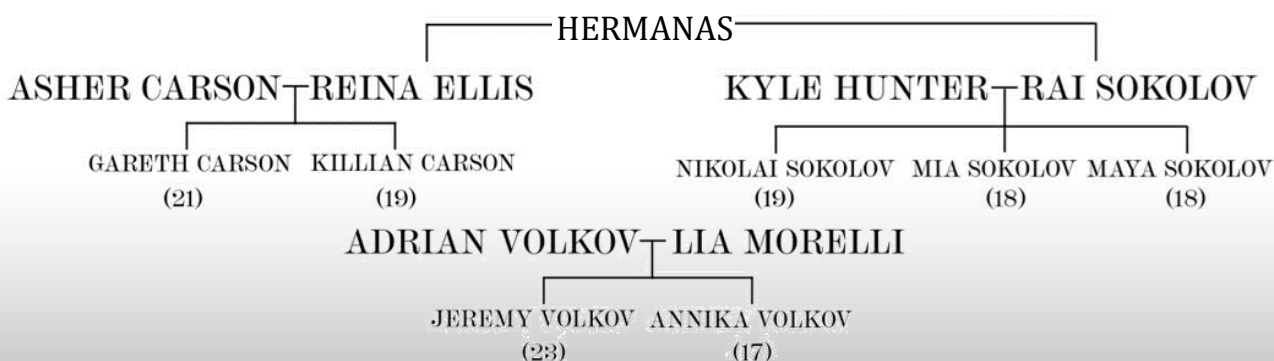 HERMANAS
ASHER CARSON REINA ELLIS
KYLE HUNTER RAI SOKOLOV
GARETH CARSON KILLIAN CARSON
(21) (19)
NIKOLAI SOKOLOV MIA SOKOLOV MAYA SOKOLOV
(19) (18) (18)
ADRIAN VOLKOV LIA MORELLI
JEREMY VOLKOV ANNIKA VOLKOV
(23) (17)